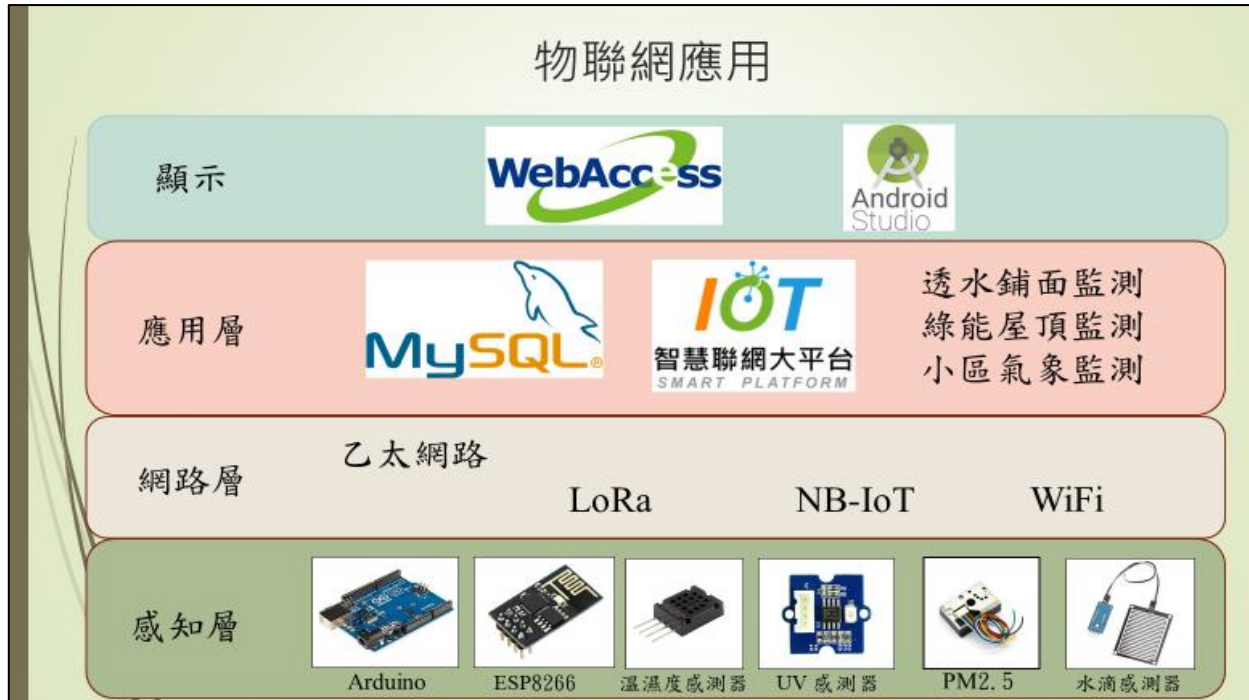 物聯網應用
顯示
WebAccess
Android
Studio
應用層
MySQL®
IOT
智慧聯網大平台
SMART PLATFORM
透水鋪面監測
綠能屋頂監測
小區氣象監測
網路層
乙太網路
LoRa NB-IoT WiFi
感知層
Arduino ESP8266 溫濕度感測器 UV 感測器 PM2.5 水滴感測器